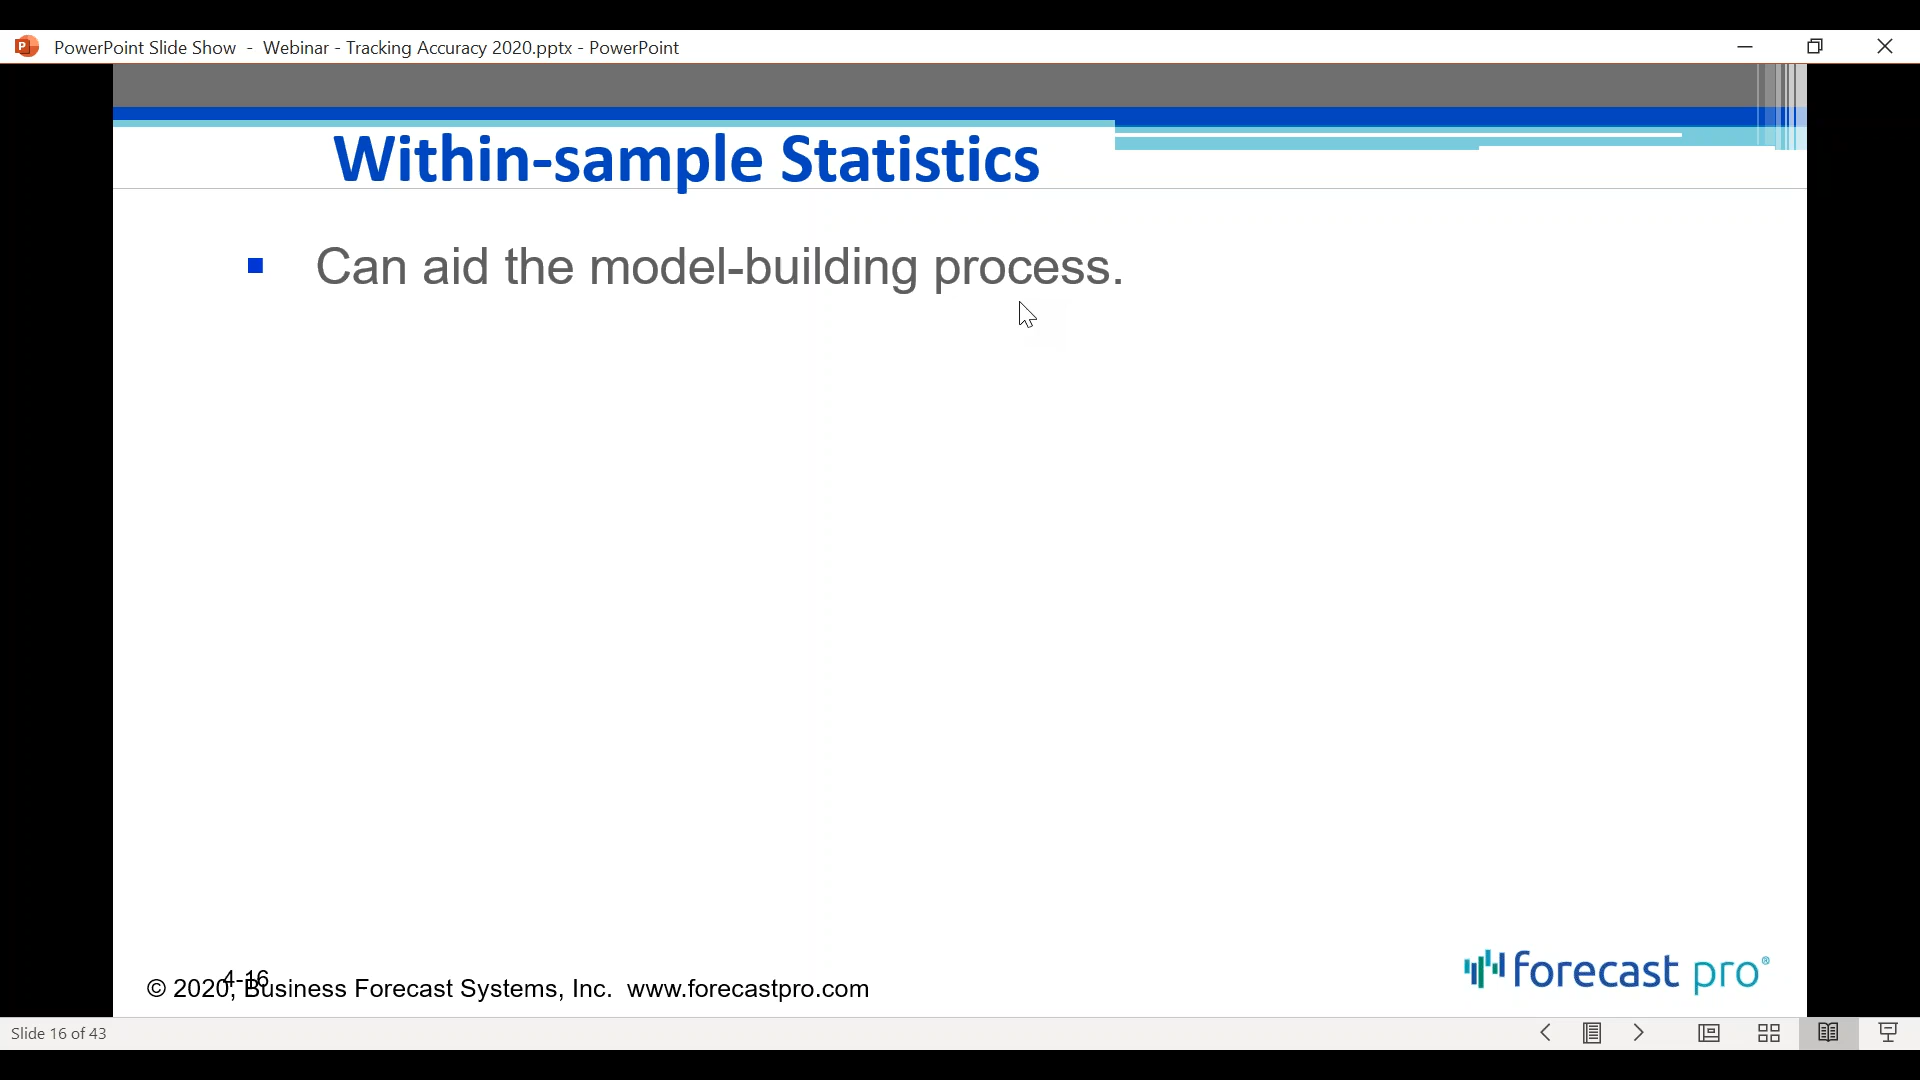 PowerPoint Slide Show - Webinar - Tracking Accuracy 2020.pptx - PowerPoint
Within-sample Statistics
▪ Can aid the model-building process.
4-16
© 2020, Business Forecast Systems, Inc. www.forecastpro.com
forecast pro®
Slide 16 of 43